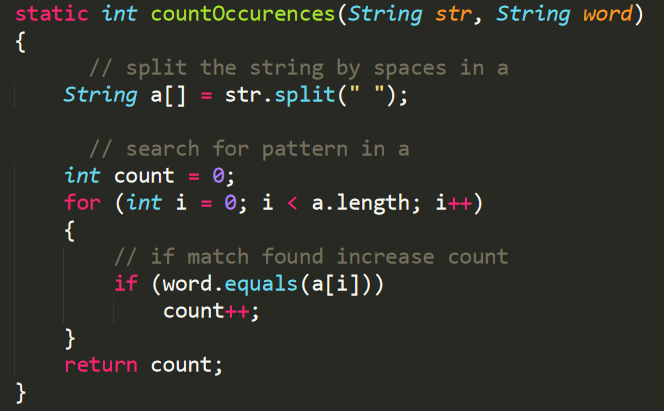 static int countOccurences(String str, String word)
{
// split the string by spaces in a
String a[] = str.split(" ");
// search for pattern in a
int count = 0;
for (int i = 0; i < a.length; i++)
{
// if match found increase count
if (word.equals(a[i]))
count++;
}
return count;
}